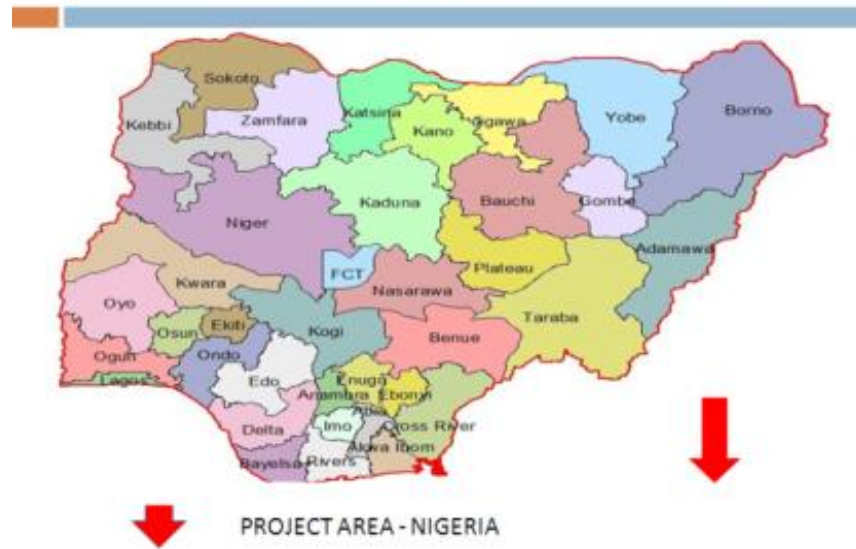 Sokoto
Katsina
Yobe
Borno
Kebbi
Zamfara
Kano
Jigawa
Kaduna
Bauchi
Gombe
Niger
Adamawa
Plateau
FCT
Kwara
Nasarawa
Oyo
Taraba
Ekiti
Osun
Kogi
Benue
Ogun
Ondo
Lagos
Edo
Enugu
Anambra
Ebonyi
Abia
Delta
Imo
Cross River
Akwa Ibom
Bayelsa
Rivers
PROJECT AREA - NIGERIA